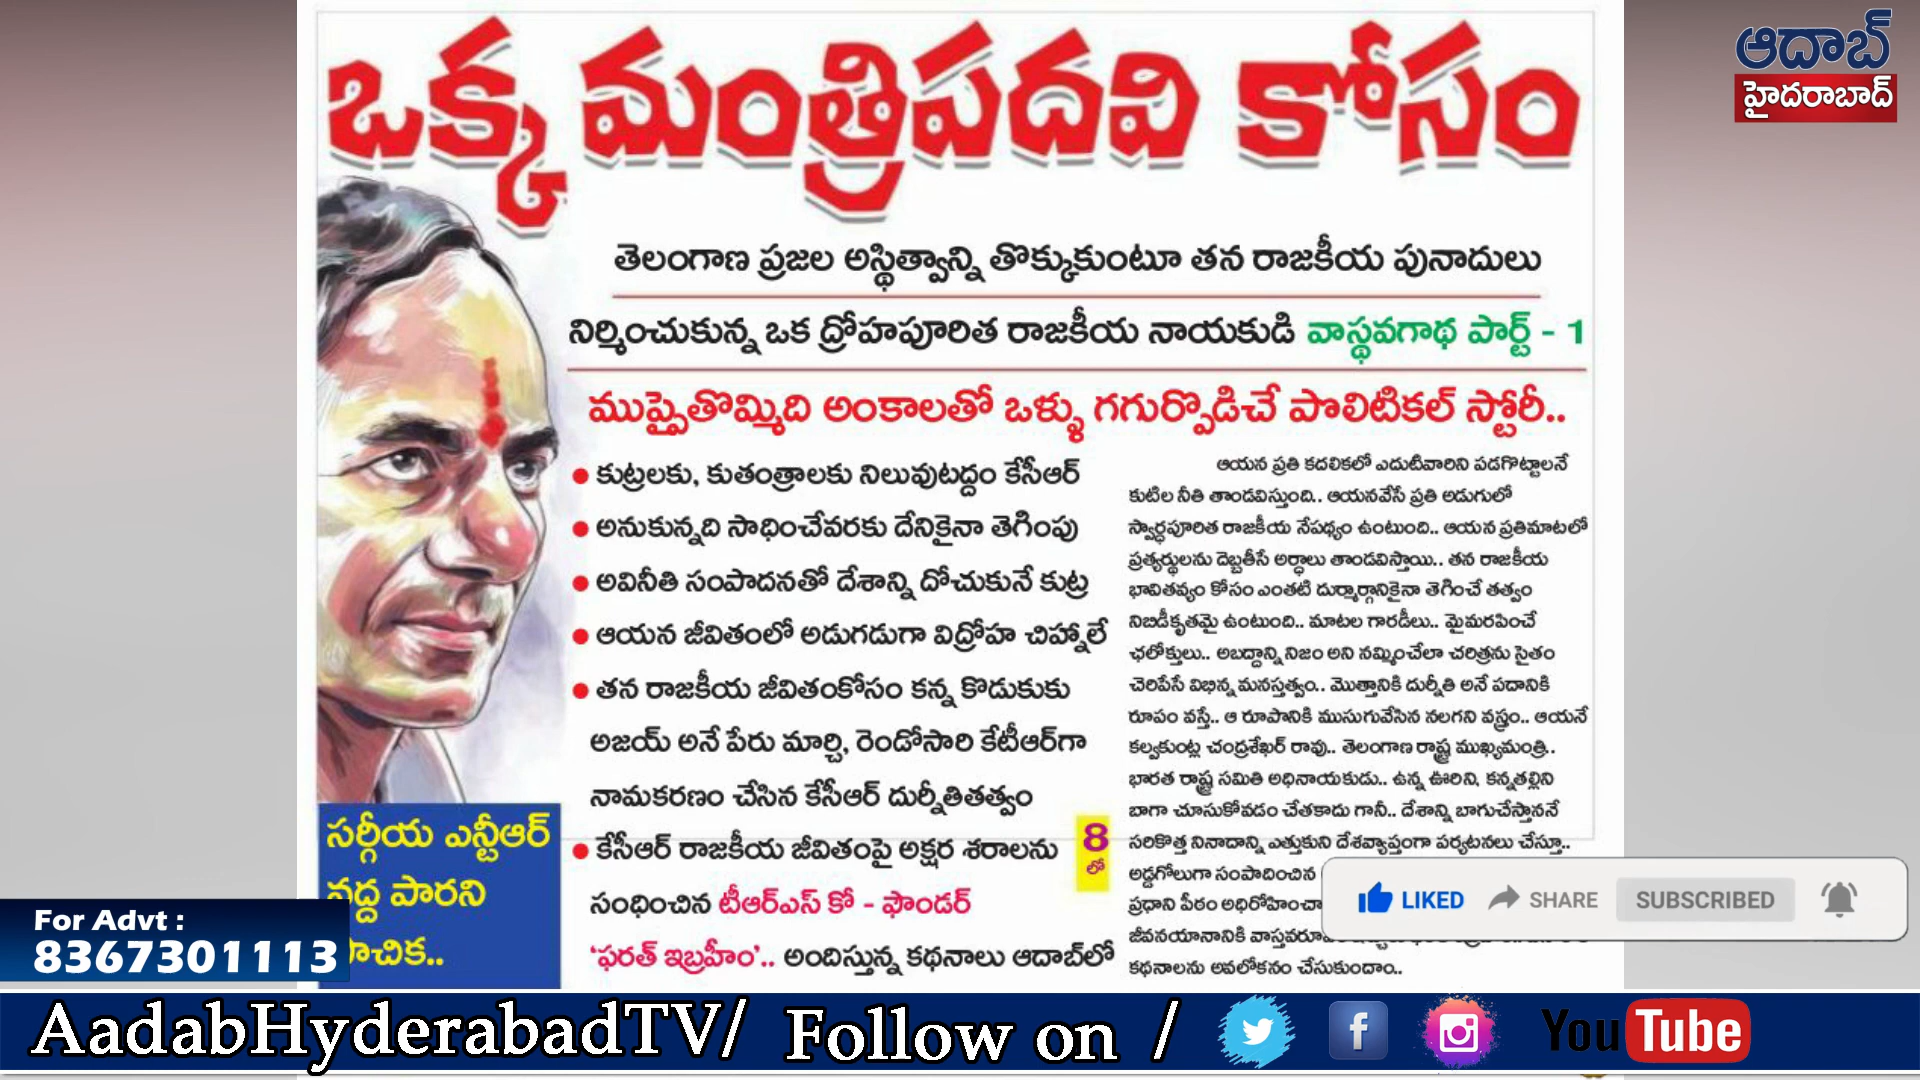 ఒక్క మంత్రిపదవి కోసం
ఆదాబ్
హైదరాబాద్
తెలంగాణ ప్రజల అస్థిత్వాన్ని తొక్కుకుంటూ తన రాజకీయ పునాదులు
నిర్మించుకున్న ఒక ద్రోహపూరిత రాజకీయ నాయకుడి వాస్థవగాథ పార్ట్ - 1
ముప్పైతొమ్మిది అంకాలతో ఒళ్ళు గగుర్పొడిచే పొలిటికల్ స్టోరీ..
• కుట్రలకు, కుతంత్రాలకు నిలువుటద్దం కేసీఆర్
• అనుకున్నది సాధించేవరకు దేనికైనా తెగింపు
• అవినీతి సంపాదనతో దేశాన్ని దోచుకునే కుట్ర
• ఆయన జీవితంలో అడుగడుగా విద్రోహ చిహ్నాలే
• తన రాజకీయ జీవితంకోసం కన్న కొడుకుకు
అజయ్ అనే పేరు మార్చి, రెండోసారి కేటీఆర్‌గా
నామకరణం చేసిన కేసీఆర్ దుర్నీతితత్వం
• కేసీఆర్ రాజకీయ జీవితంపై అక్షర శరాలను
సంధించిన టీఆర్ఎస్ కో - ఫౌండర్
'ఫరత్ ఇబ్రహీం'.. అందిస్తున్న కథనాలు ఆదాబ్‌లో
8
లో
ఆయన ప్రతి కదలికలో ఎదుటివారిని పడగొట్టాలనే
కుటిల నీతి తాండవిస్తుంది.. ఆయనవేసే ప్రతి అడుగులో
స్వార్ధపూరిత రాజకీయ నేపథ్యం ఉంటుంది.. ఆయన ప్రతిమాటలో
ప్రత్యర్థులను దెబ్బతీసే అర్ధాలు తాండవిస్తాయి.. తన రాజకీయ
భావితవ్యం కోసం ఎంతటి దుర్మార్గానికైనా తెగించే తత్వం
నిబిడీకృతమై ఉంటుంది.. మాటల గారడీలు.. మైమరపించే
ఛలోక్తులు.. అబద్దాన్ని నిజం అని నమ్మించేలా చరిత్రను సైతం
చెరిపేసే విభిన్న మనస్తత్వం.. మొత్తానికి దుర్నీతి అనే పదానికి
రూపం వస్తే.. ఆ రూపానికి ముసుగువేసిన నలగని వస్త్రం.. ఆయనే
కల్వకుంట్ల చంద్రశేఖర్ రావు.. తెలంగాణ రాష్ట్ర ముఖ్యమంత్రి..
భారత రాష్ట్ర సమితి అధినాయకుడు.. ఉన్న ఊరిని, కన్నతల్లిని
బాగా చూసుకోవడం చేతకాదు గానీ.. దేశాన్ని బాగుచేస్తాననే
సరికొత్త నినాదాన్ని ఎత్తుకుని దేశవ్యాప్తంగా పర్యటనలు చేస్తూ..
అడ్డగోలుగా సంపాదించిన
ప్రధాని పీఠం అధిరోహించా
జీవనయానానికి
కథనాలను అవలోకనం చేసుకుందాం..
సర్గీయ ఎన్టీఆర్
వద్ద పారని
పాచిక..
LIKED SHARE SUBSCRIBED
For Advt :
8367301113
AadabHyderabadTV/ Follow on / f YouTube